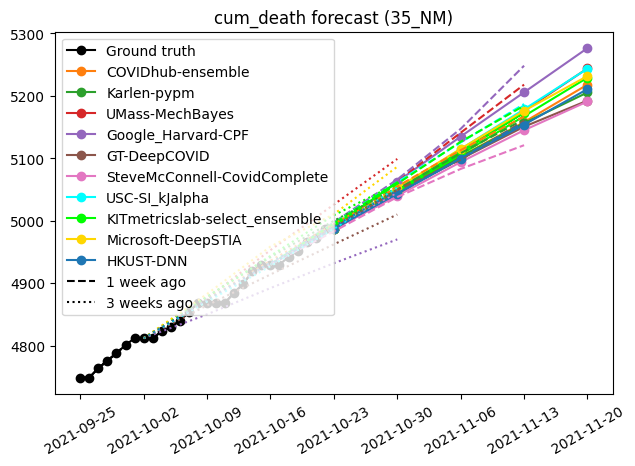 cum_death forecast (35_NM)
5300
5200
5100
5000
4900
4800
Ground truth
COVIDhub-ensemble
Karlen-pypm
UMass-MechBayes
Google_Harvard-CPF
GT-DeepCOVID
SteveMcConnell-CovidComplete
USC-SI_kJalpha
KITmetricslab-select_ensemble
Microsoft-DeepSTIA
HKUST-DNN
1 week ago
3 weeks ago
2021-09-25
2021-10-02
2021-10-09
2021-10-16
2021-10-23
2021-10-30
2021-11-06
2021-11-13
2021-11-20